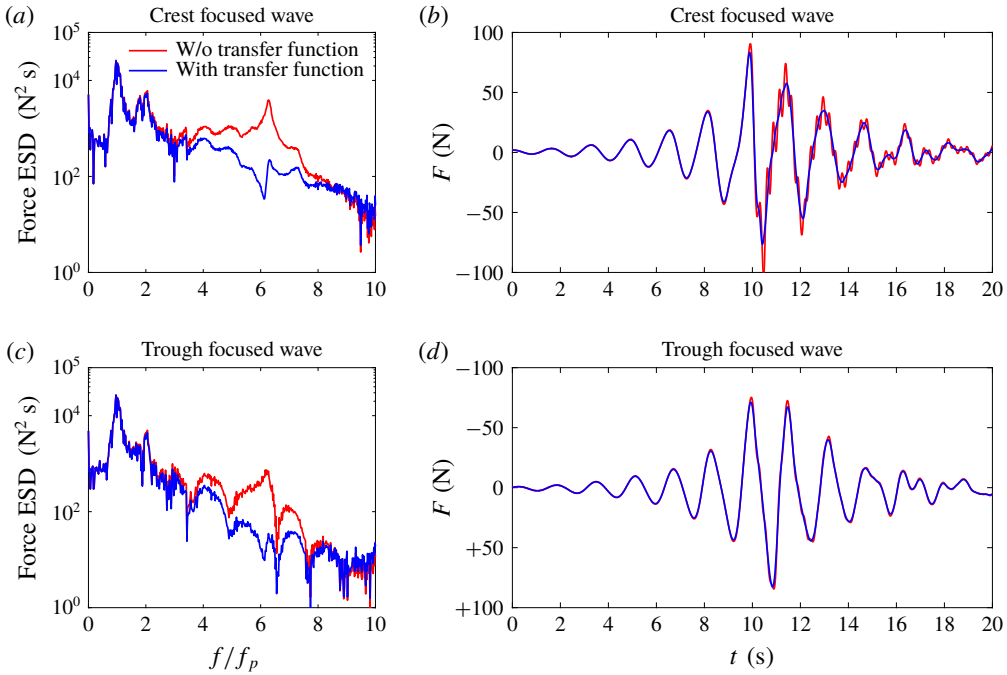 (a) Crest focused wave
10^5
10^4
10^2
10^0
Force ESD (N^2 s)
W/o transfer function
With transfer function
0 2 4 6 8 10
(b) Crest focused wave
100
50
0
−50
−100
F (N)
0 2 4 6 8 10 12 14 16 18 20
(c) Trough focused wave
10^5
10^4
10^2
10^0
Force ESD (N^2 s)
0 2 4 6 8 10
f/f_p
(d) Trough focused wave
−100
−50
0
+50
+100
F (N)
0 2 4 6 8 10 12 14 16 18 20
t (s)